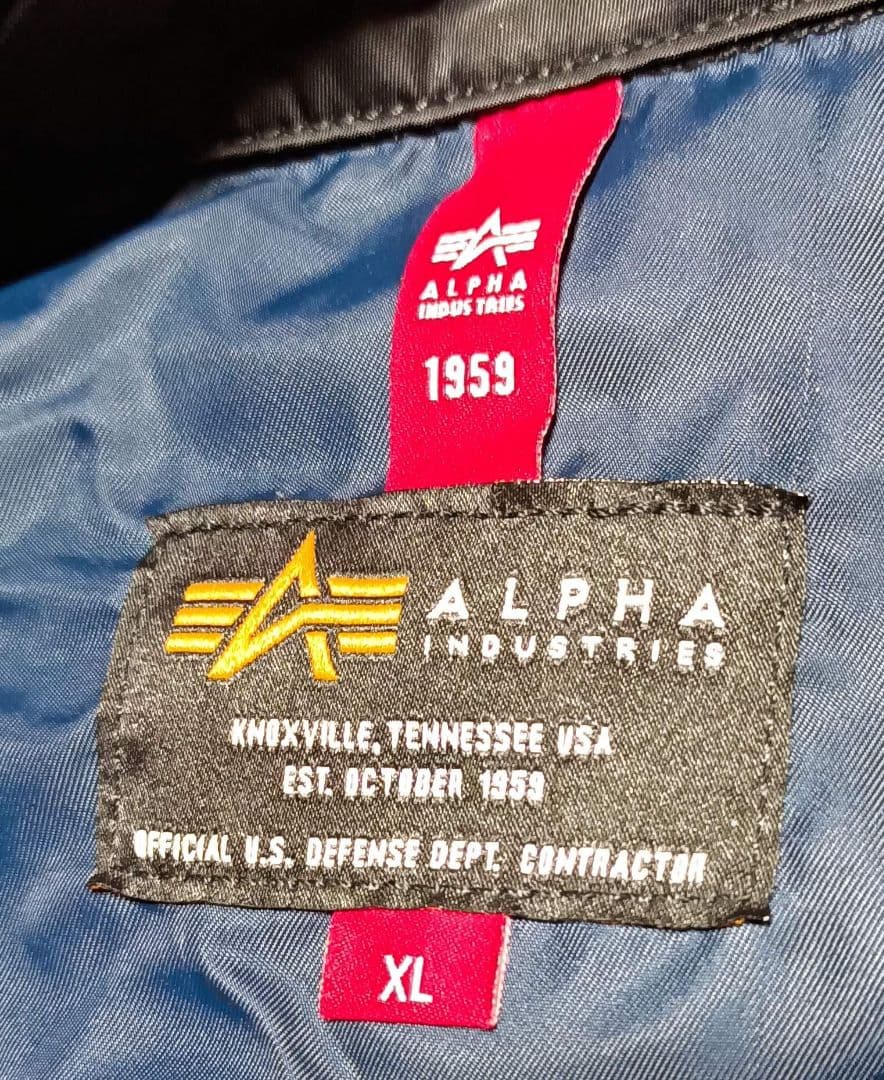 ALPHA
INDUSTRIES
1959
ALPHA
INDUSTRIES
KNOXVILLE, TENNESSEE USA
EST. OCTOBER 1959
OFFICIAL U.S. DEFENSE DEPT. CONTRACTOR
XL